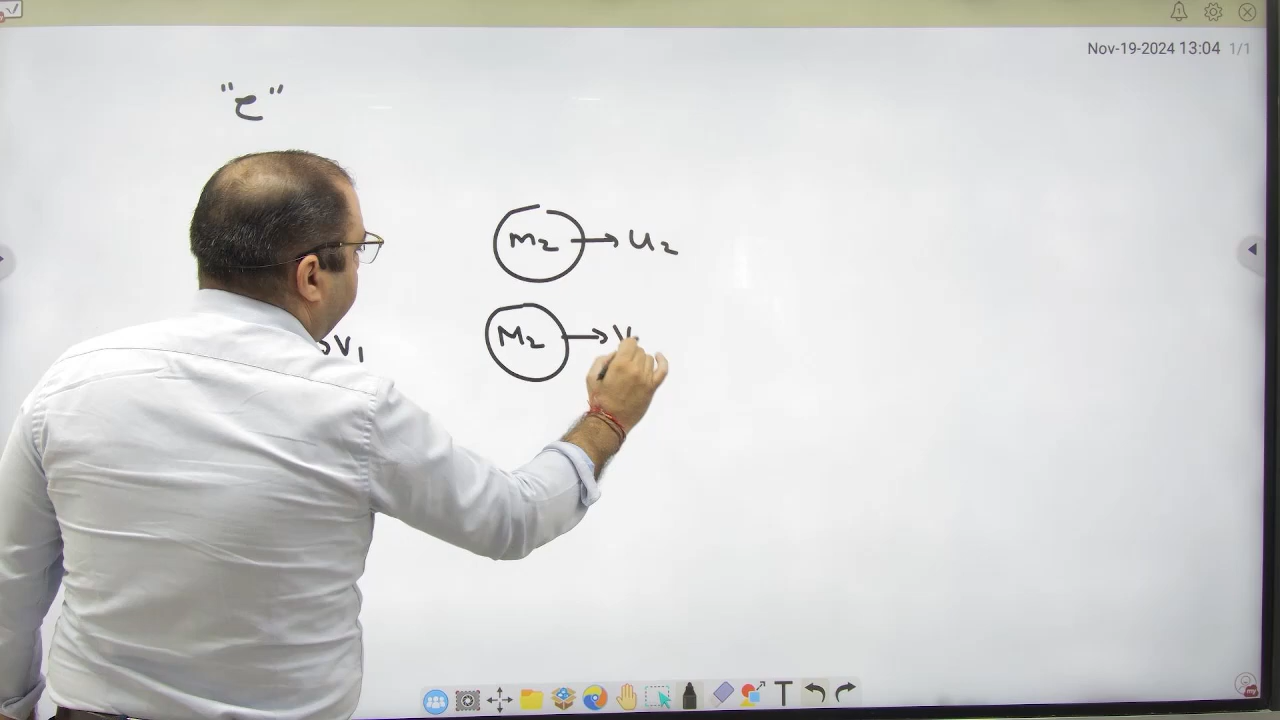 Nov-19-2024 13:04 1/1
"e"
m₂ → u₂
→ V₁
M₂ → V
T